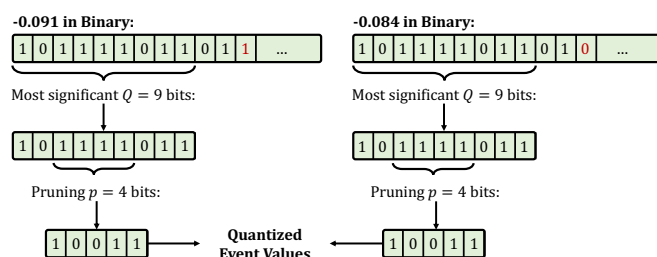 -0.091 in Binary:
1 0 1 1 1 1 0 1 1 0 1 1 ...
Most significant Q = 9 bits:
1 0 1 1 1 1 0 1 1
Pruning p = 4 bits:
1 0 0 1 1
-0.084 in Binary:
1 0 1 1 1 1 0 1 1 0 1 0 ...
Most significant Q = 9 bits:
1 0 1 1 1 1 0 1 1
Pruning p = 4 bits:
1 0 0 1 1
Quantized
Event Values